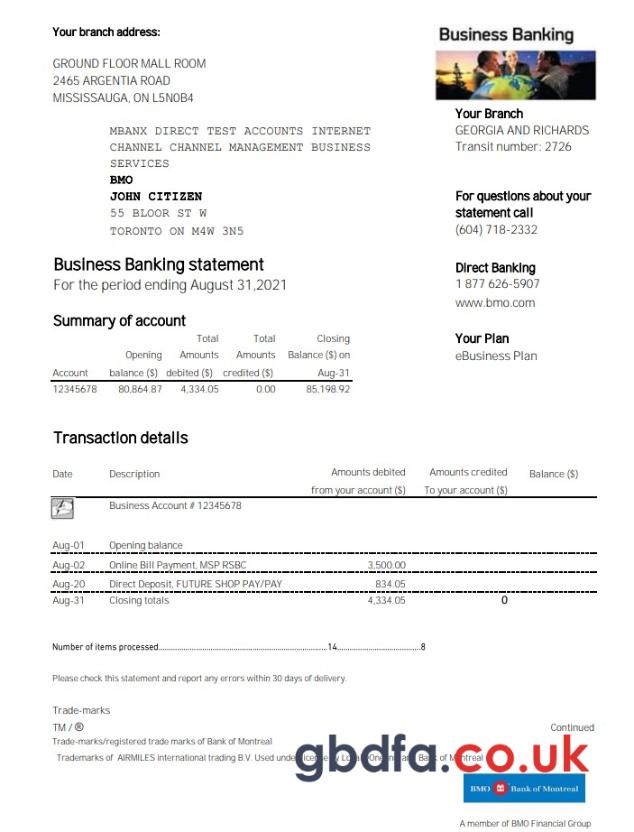 Your branch address:
GROUND FLOOR MALL ROOM
2465 ARGENTIA ROAD
MISSISSAUGA, ON L5N0B4
MBANX DIRECT TEST ACCOUNTS INTERNET
CHANNEL CHANNEL MANAGEMENT BUSINESS
SERVICES
BMO
JOHN CITIZEN
55 BLOOR ST W
TORONTO ON M4W 3N5
Business Banking
Your Branch
GEORGIA AND RICHARDS
Transit number: 2726
For questions about your
statement call
(604) 718-2332
Direct Banking
1 877 626-5907
www.bmo.com
Your Plan
eBusiness Plan
Business Banking statement
For the period ending August 31,2021
Summary of account
Total Total Closing
Opening Amounts Amounts Balance ($) on
Account balance ($) debited ($) credited ($) Aug-31
12345678 80,864.87 4,334.05 0.00 85,198.92
Transaction details
Date Description Amounts debited Amounts credited Balance ($)
from your account ($) To your account ($)
Business Account # 12345678
Aug-01 Opening balance
Aug-02 Online Bill Payment, MSP RSBC 3,500.00
Aug-20 Direct Deposit, FUTURE SHOP PAY/PAY 834.05
Aug-31 Closing totals 4,334.05 0
Number of items processed 14 8
Please check this statement and report any errors within 30 days of delivery.
Trade-marks
TM / ® Continued
Trade-marks/registered trade marks of Bank of Montreal
Trademarks of AIRMILES international trading B.V. Used under license by and Bank of Montreal
gbdfa.co.uk
BMO Bank of Montreal
A member of BMO Financial Group